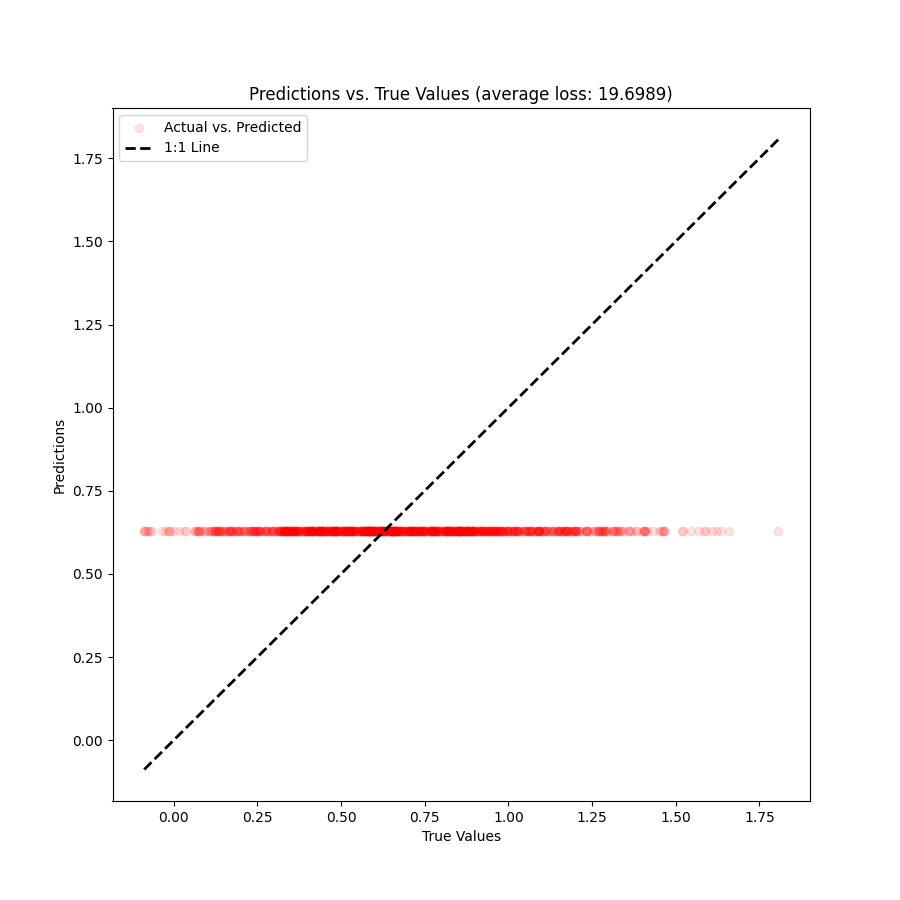 Predictions vs. True Values (average loss: 19.6989)
Actual vs. Predicted
1:1 Line
1.75
1.50
1.25
1.00
0.75
0.50
0.25
0.00
Predictions
0.00 0.25 0.50 0.75 1.00 1.25 1.50 1.75
True Values